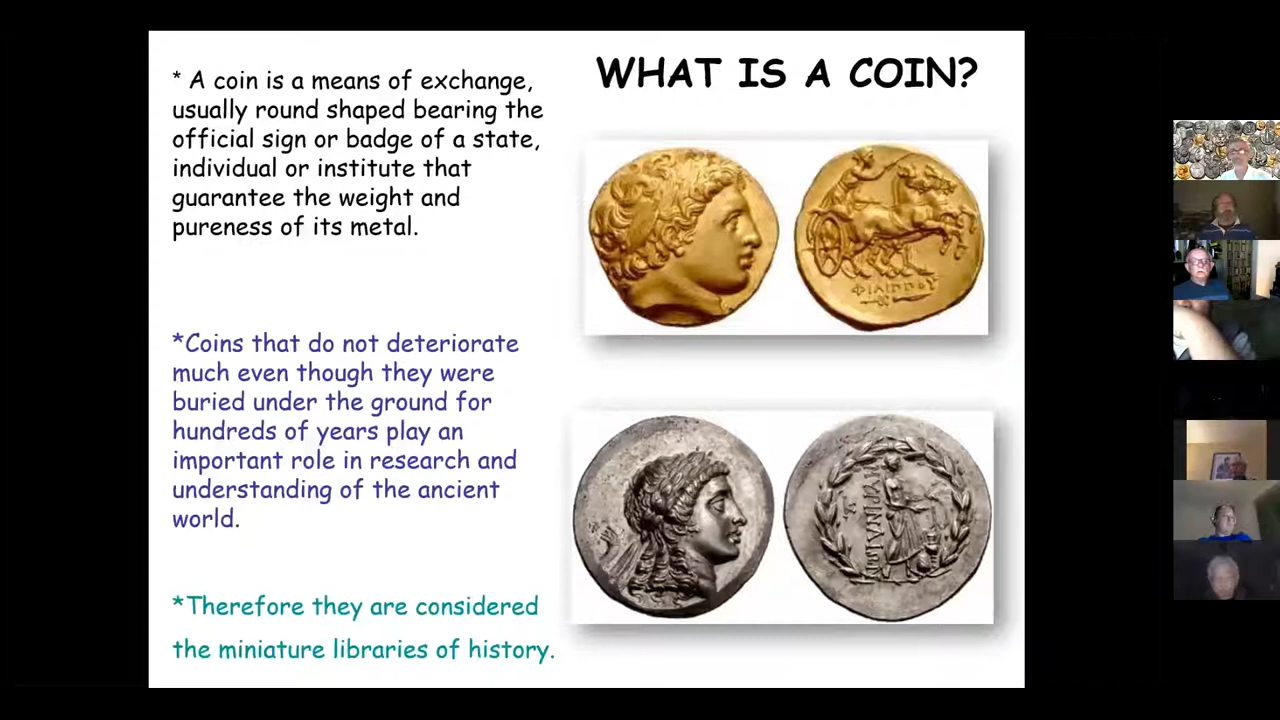 WHAT IS A COIN?
* A coin is a means of exchange,
usually round shaped bearing the
official sign or badge of a state,
individual or institute that
guarantee the weight and
pureness of its metal.
*Coins that do not deteriorate
much even though they were
buried under the ground for
hundreds of years play an
important role in research and
understanding of the ancient
world.
*Therefore they are considered
the miniature libraries of history.
ΦΙΛΙΠΠΟΥ
ΜΥΡΙΝΑΙΩΝ